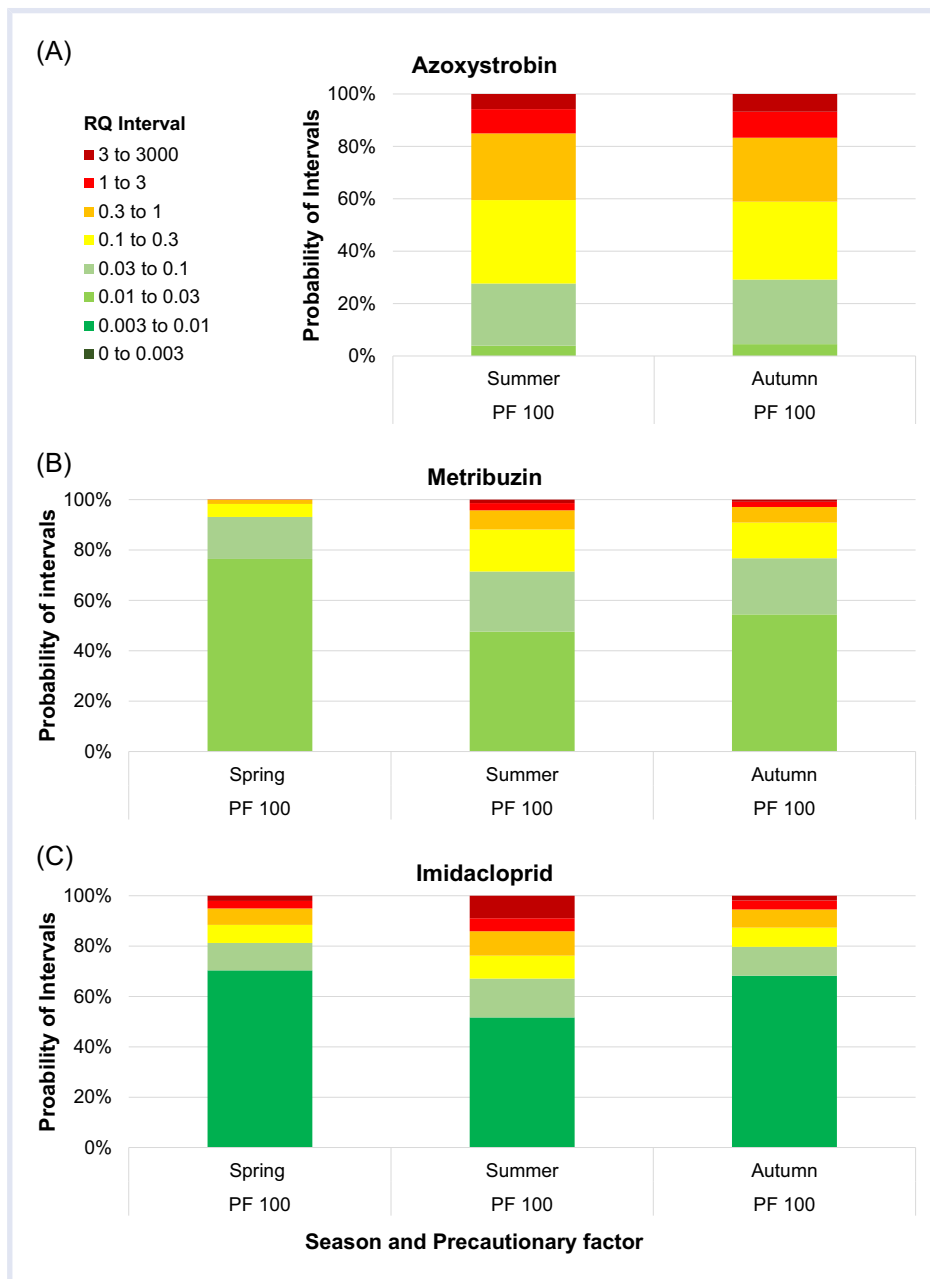 (A)
Azoxystrobin
RQ Interval
3 to 3000
1 to 3
0.3 to 1
0.1 to 0.3
0.03 to 0.1
0.01 to 0.03
0.003 to 0.01
0 to 0.003
Probability of Intervals
100%
80%
60%
40%
20%
0%
Summer Autumn
PF 100 PF 100
(B)
Metribuzin
Probability of intervals
100%
80%
60%
40%
20%
0%
Spring Summer Autumn
PF 100 PF 100 PF 100
(C)
Imidacloprid
Proability of Intervals
100%
80%
60%
40%
20%
0%
Spring Summer Autumn
PF 100 PF 100 PF 100
Season and Precautionary factor